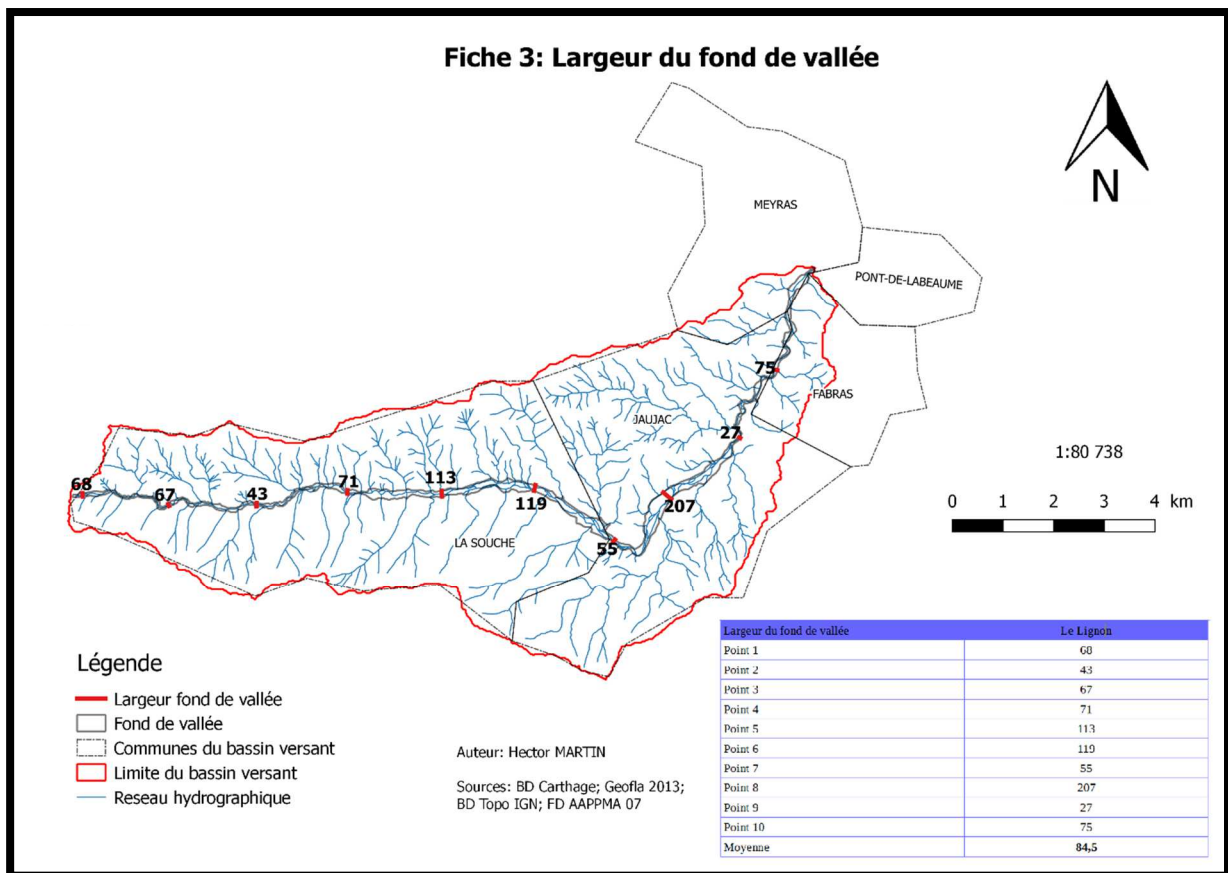 Fiche 3: Largeur du fond de vallée
N
MEYRAS
PONT-DE-LABEAUME
75
FABRAS
JAUJAC
27
1:80 738
68
67
43
71
113
119
207
0 1 2 3 4 km
LA SOUCHE
55
Légende
Largeur fond de vallée
Fond de vallée
Communes du bassin versant
Limite du bassin versant
Reseau hydrographique
Auteur: Hector MARTIN
Sources: BD Carthage; Geofla 2013;
BD Topo IGN; FD AAPPMA 07
Largeur du fond de vallée Le Lignon
Point 1 68
Point 2 43
Point 3 67
Point 4 71
Point 5 113
Point 6 119
Point 7 55
Point 8 207
Point 9 27
Point 10 75
Moyenne 84,5